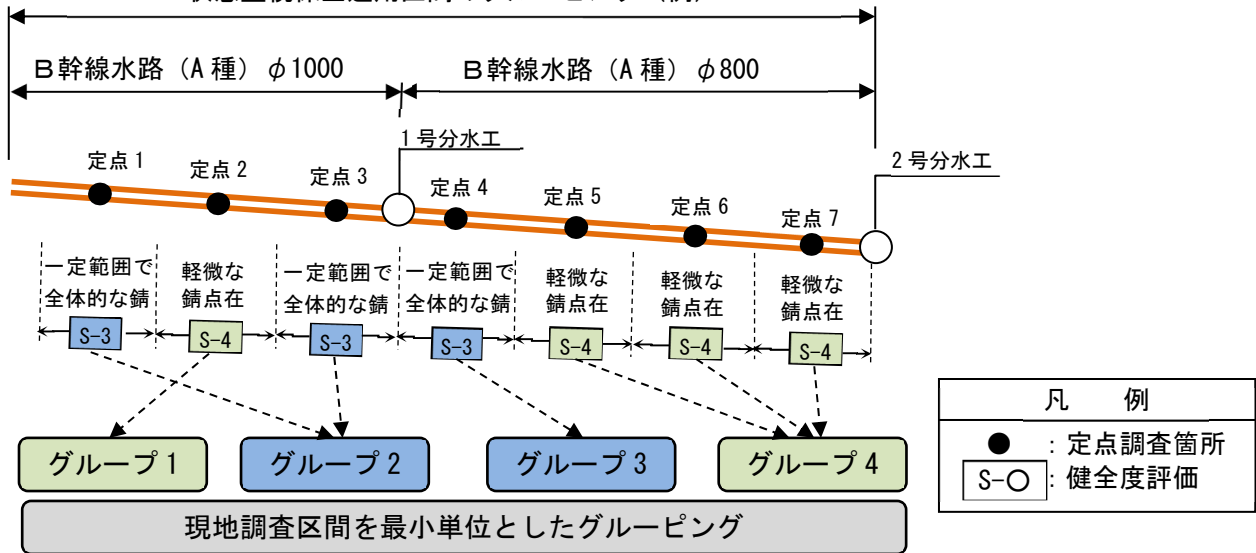 B幹線水路（A種）φ1000
B幹線水路（A種）φ800
1号分水工
2号分水工
定点1
定点2
定点3
定点4
定点5
定点6
定点7
一定範囲で
全体的な錆
軽微な
錆点在
一定範囲で
全体的な錆
一定範囲で
全体的な錆
軽微な
錆点在
軽微な
錆点在
軽微な
錆点在
S-3
S-4
S-3
S-3
S-4
S-4
S-4
グループ1
グループ2
グループ3
グループ4
現地調査区間を最小単位としたグルーピング
凡　例
●：定点調査箇所
S-○：健全度評価